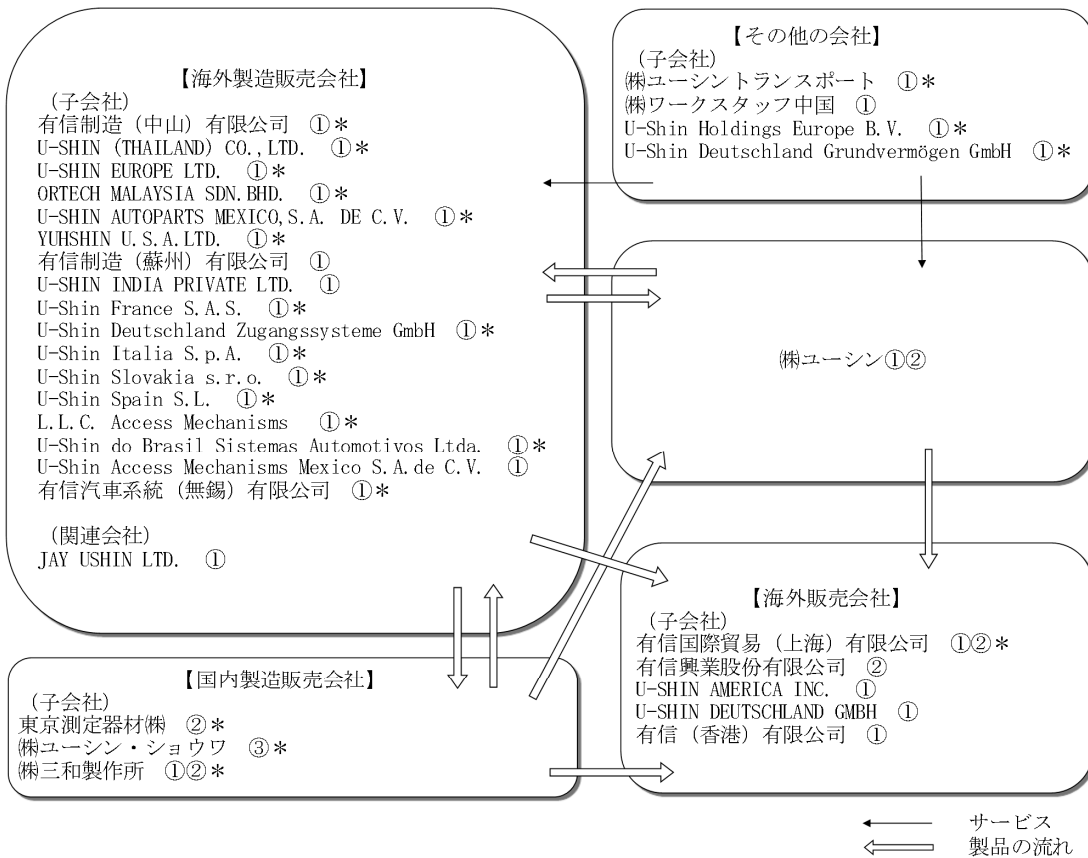 【海外製造販売会社】
(子会社)
有信制造（中山）有限公司 ①*
U-SHIN (THAILAND) CO.,LTD. ①*
U-SHIN EUROPE LTD. ①*
ORTECH MALAYSIA SDN.BHD. ①*
U-SHIN AUTOPARTS MEXICO,S.A. DE C.V. ①*
YUHSHIN U.S.A.LTD. ①*
有信制造（蘇州）有限公司 ①
U-SHIN INDIA PRIVATE LTD. ①
U-Shin France S.A.S. ①*
U-Shin Deutschland Zugangssysteme GmbH ①*
U-Shin Italia S.p.A. ①*
U-Shin Slovakia s.r.o. ①*
U-Shin Spain S.L. ①*
L.L.C. Access Mechanisms ①*
U-Shin do Brasil Sistemas Automotivos Ltda. ①*
U-Shin Access Mechanisms Mexico S.A.de C.V. ①
有信汽車系統（無錫）有限公司 ①*
(関連会社)
JAY USHIN LTD. ①
【その他の会社】
(子会社)
㈱ユーシントランスポート ①*
㈱ワークスタッフ中国 ①
U-Shin Holdings Europe B.V. ①*
U-Shin Deutschland Grundvermögen GmbH ①*
㈱ユーシン①②
【国内製造販売会社】
(子会社)
東京測定器材㈱ ②*
㈱ユーシン・ショウワ ③*
㈱三和製作所 ①②*
【海外販売会社】
(子会社)
有信国際貿易（上海）有限公司 ①②*
有信興業股份有限公司 ②
U-SHIN AMERICA INC. ①
U-SHIN DEUTSCHLAND GMBH ①
有信（香港）有限公司 ①
サービス
製品の流れ